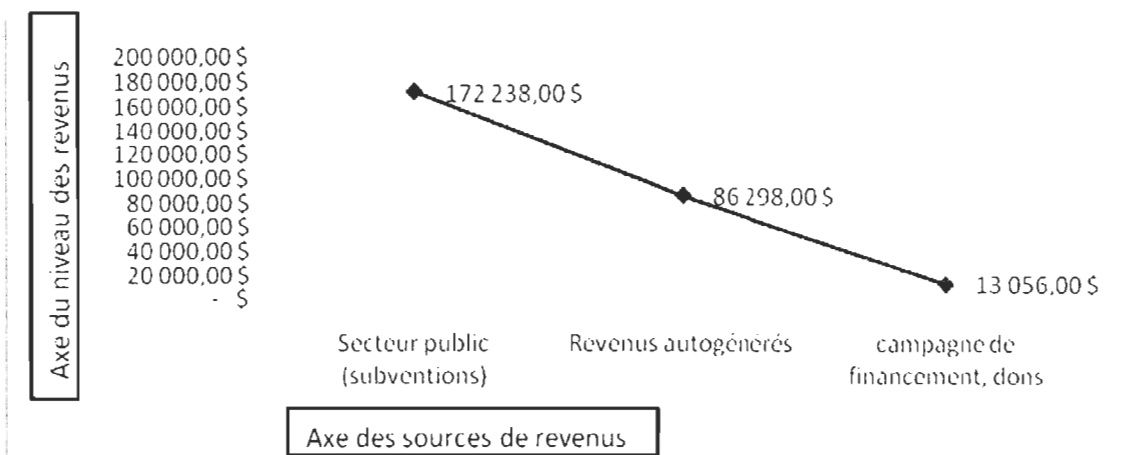 Axe du niveau des revenus
200 000,00 $
180 000,00 $
160 000,00 $
140 000,00 $
120 000,00 $
100 000,00 $
80 000,00 $
60 000,00 $
40 000,00 $
20 000,00 $
- $
172 238,00 $
86 298,00 $
13 056,00 $
Secteur public
(subventions)
Revenus autogénérés
campagne de
financement, dons
Axe des sources de revenus